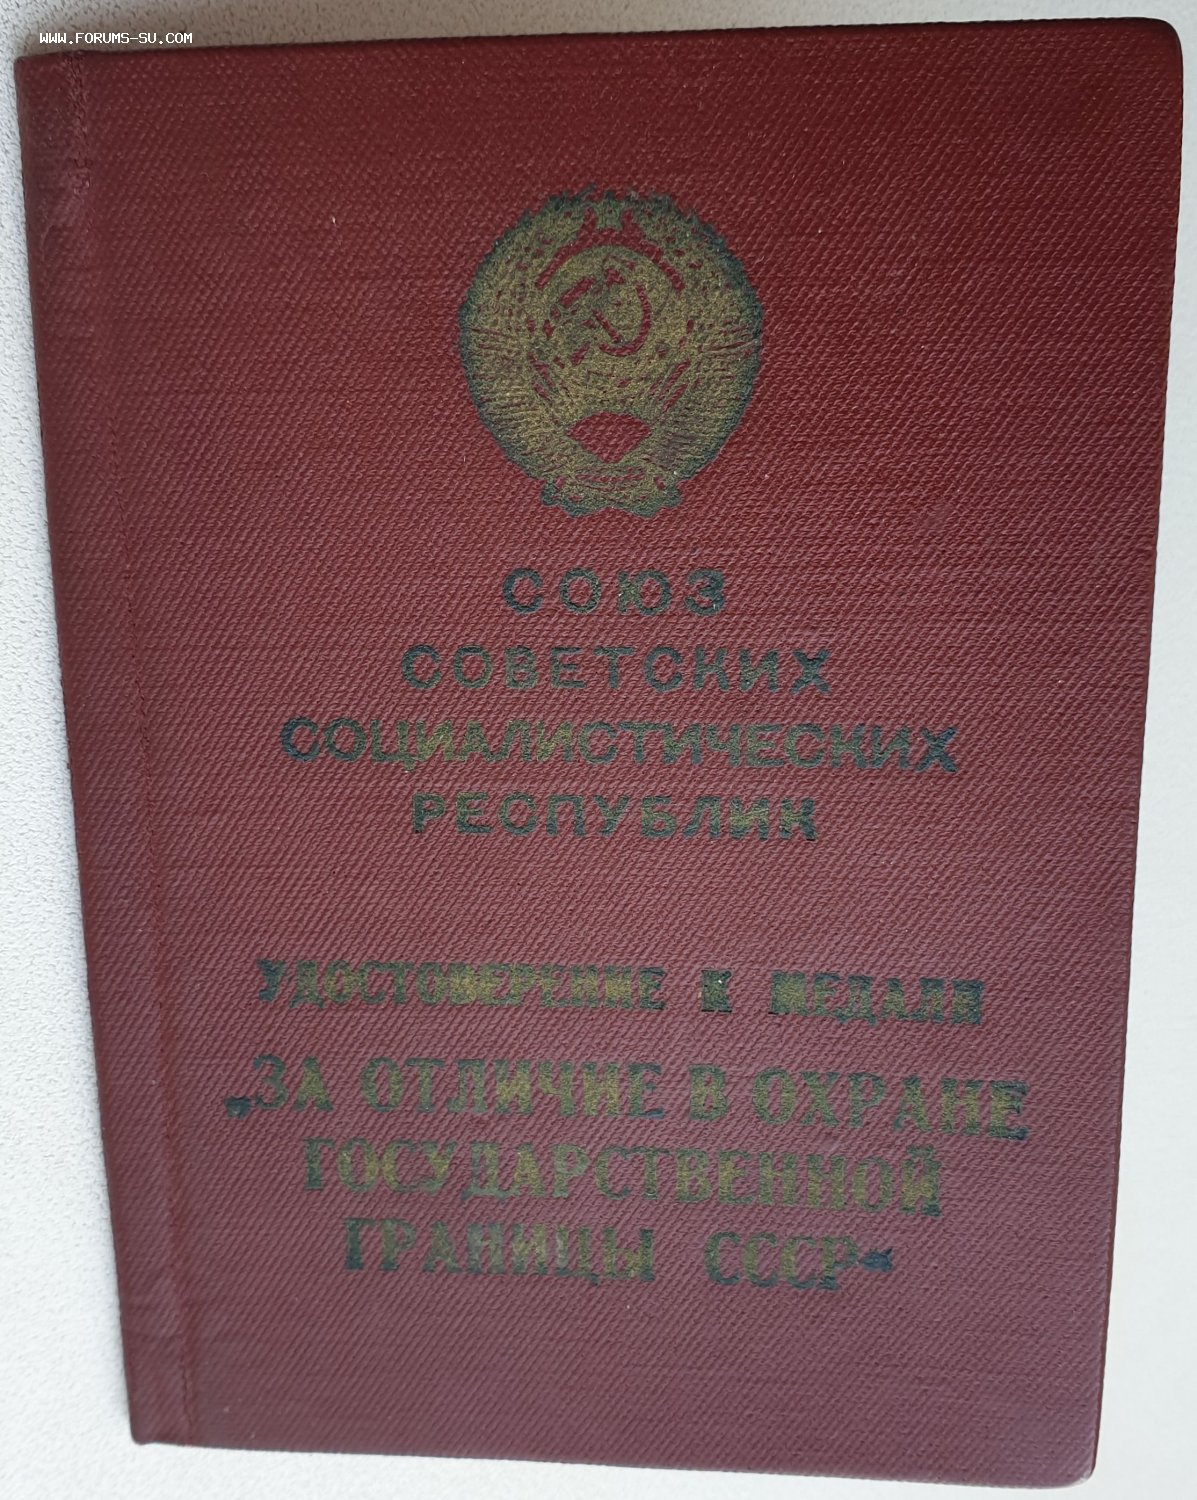 WWW.FORUMS-SU.COM
СОЮЗ
СОВЕТСКИХ
СОЦИАЛИСТИЧЕСКИХ
РЕСПУБЛИК
УДОСТОВЕРЕНИЕ К МЕДАЛИ
„ЗА ОТЛИЧИЕ В ОХРАНЕ
ГОСУДАРСТВЕННОЙ
ГРАНИЦЫ СССР“